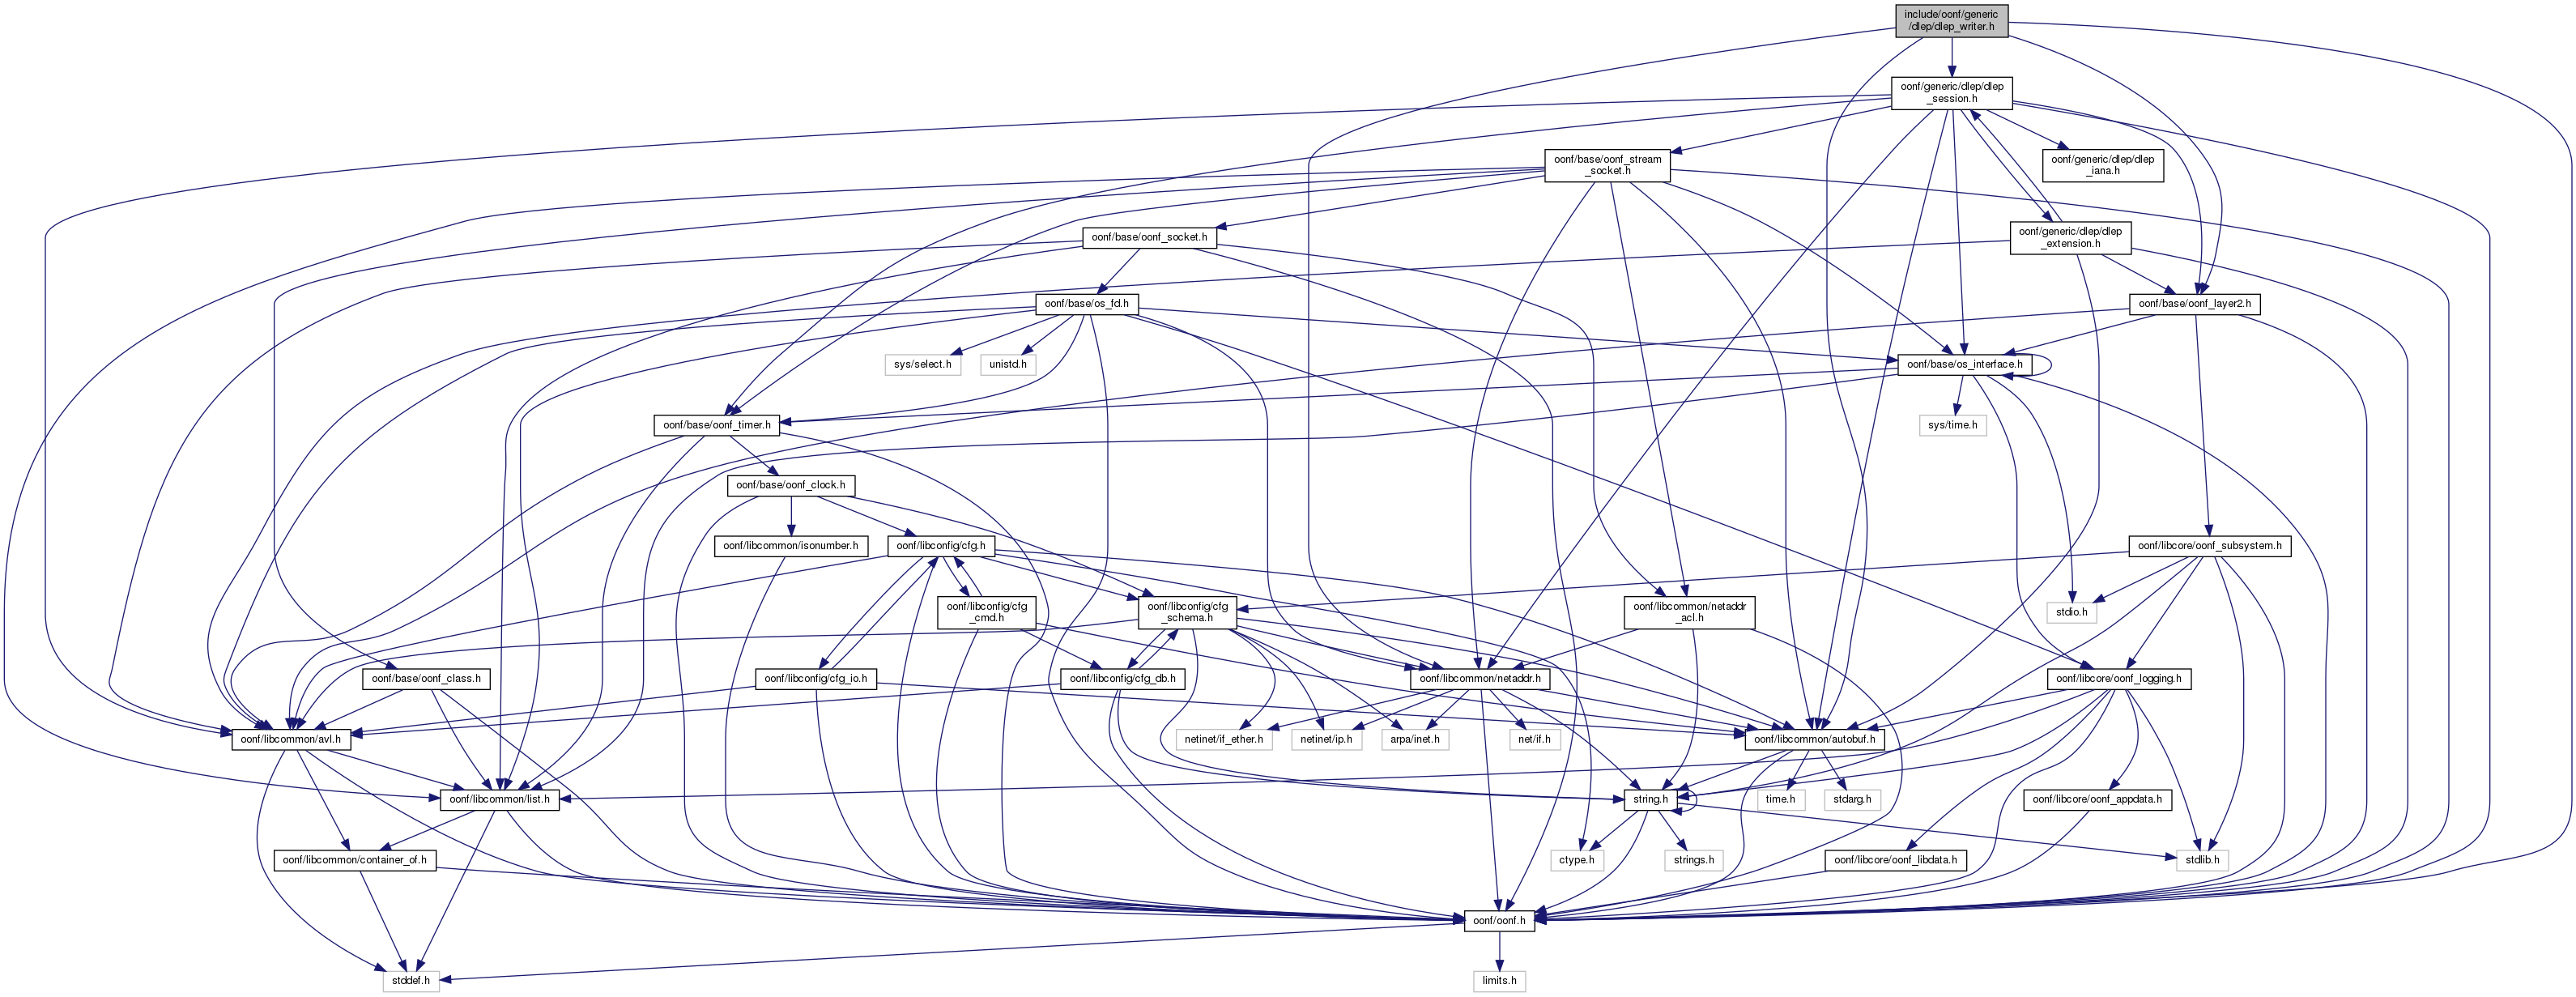 include/oonf/generic
/dlep/dlep_writer.h
oonf/generic/dlep/dlep
_session.h
oonf/base/oonf_stream
_socket.h
oonf/generic/dlep/dlep
_iana.h
oonf/base/oonf_socket.h
oonf/generic/dlep/dlep
_extension.h
oonf/base/os_fd.h
oonf/base/oonf_layer2.h
sys/select.h
unistd.h
oonf/base/os_interface.h
oonf/base/oonf_timer.h
sys/time.h
oonf/base/oonf_clock.h
oonf/libcommon/isonumber.h
oonf/libconfig/cfg.h
oonf/libcore/oonf_subsystem.h
oonf/libconfig/cfg
_cmd.h
oonf/libconfig/cfg
_schema.h
oonf/libcommon/netaddr
_acl.h
stdio.h
oonf/base/oonf_class.h
oonf/libconfig/cfg_io.h
oonf/libconfig/cfg_db.h
oonf/libcommon/netaddr.h
oonf/libcore/oonf_logging.h
oonf/libcommon/avl.h
netinet/if_ether.h
netinet/ip.h
arpa/inet.h
net/if.h
oonf/libcommon/autobuf.h
oonf/libcommon/list.h
string.h
time.h
stdarg.h
oonf/libcore/oonf_appdata.h
oonf/libcommon/container_of.h
ctype.h
strings.h
oonf/libcore/oonf_libdata.h
stdlib.h
oonf/oonf.h
stddef.h
limits.h